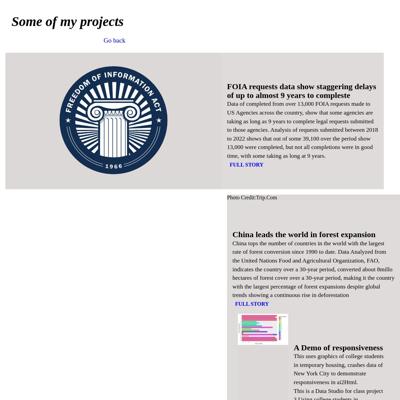 Some of my projects
Go back
FREEDOM OF INFORMATION ACT
1966
FOIA requests data show staggering delays
of up to almost 9 years to compleste
Data of completed from over 13,000 FOIA requests made to
US Agencies across the country, show that some agencies are
taking as long as 9 years to complete legal requests submitted
to those agencies. Analysis of requests submitted between 2018
to 2022 shows that out of some 39,100 over the period show
13,000 were completed, but not all completions were in good
time, with some taking as long at 9 years.
FULL STORY
Photo Credit:Trip.Com
China leads the world in forest expansion
China tops the number of countries in the world with the largest
rate of forest conversion since 1990 to date. Data Analyzed from
the United Nations Food and Agricultural Organization, FAO,
indicates the country over a 30-year period, converted about 8millo
hectares of forest cover over a 30-year period, making it the country
with the largest percentage of forest expansions despite global
trends showing a continuous rise in deforestation
FULL STORY
A Demo of responsiveness
This uses graphics of college students
in temporary housing, crashes data of
New York City to demonstrate
responsiveness in ai2Html.
This is a Data Studio for class project
3 Using college students in